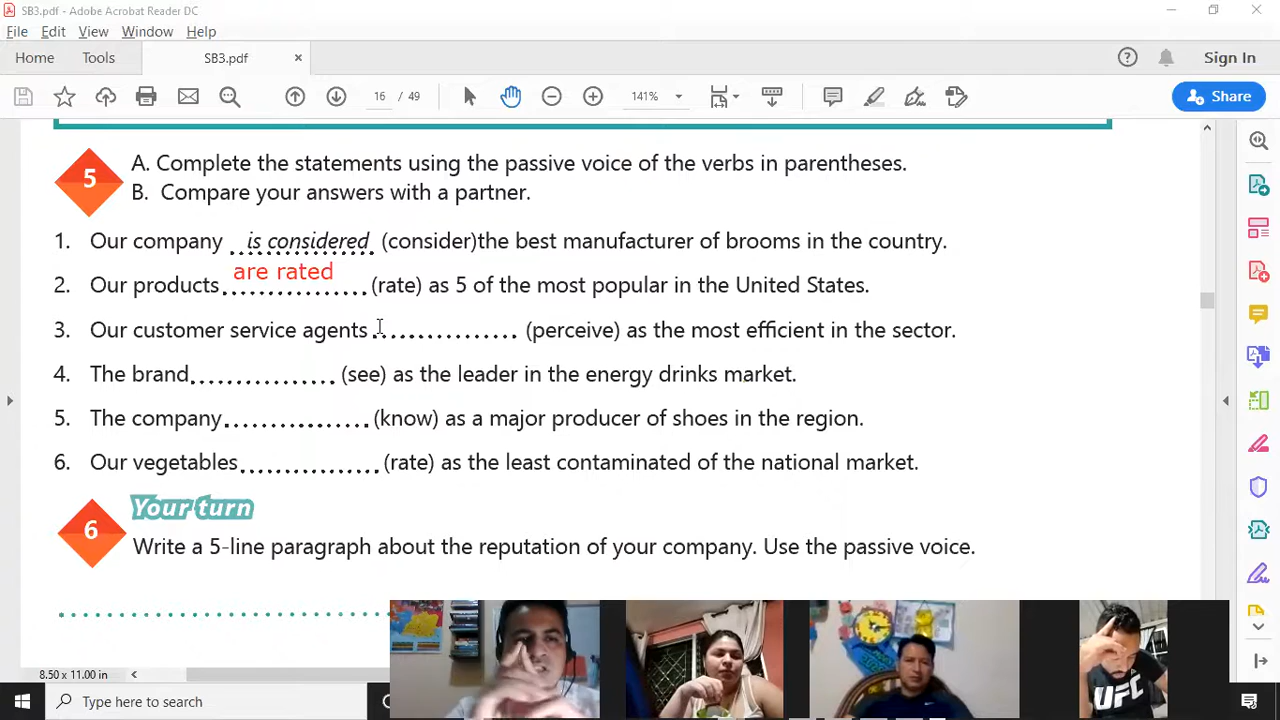 SB3.pdf - Adobe Acrobat Reader DC
File Edit View Window Help
Home Tools SB3.pdf × Sign In
16 / 49 141% Share
5 A. Complete the statements using the passive voice of the verbs in parentheses.
B. Compare your answers with a partner.
1. Our company is considered (consider)the best manufacturer of brooms in the country.
are rated
2. Our products ................ (rate) as 5 of the most popular in the United States.
3. Our customer service agents ................ (perceive) as the most efficient in the sector.
4. The brand ................ (see) as the leader in the energy drinks market.
5. The company ................ (know) as a major producer of shoes in the region.
6. Our vegetables ................ (rate) as the least contaminated of the national market.
Your turn
6 Write a 5-line paragraph about the reputation of your company. Use the passive voice.
8.50 x 11.00 in
UFC
Type here to search